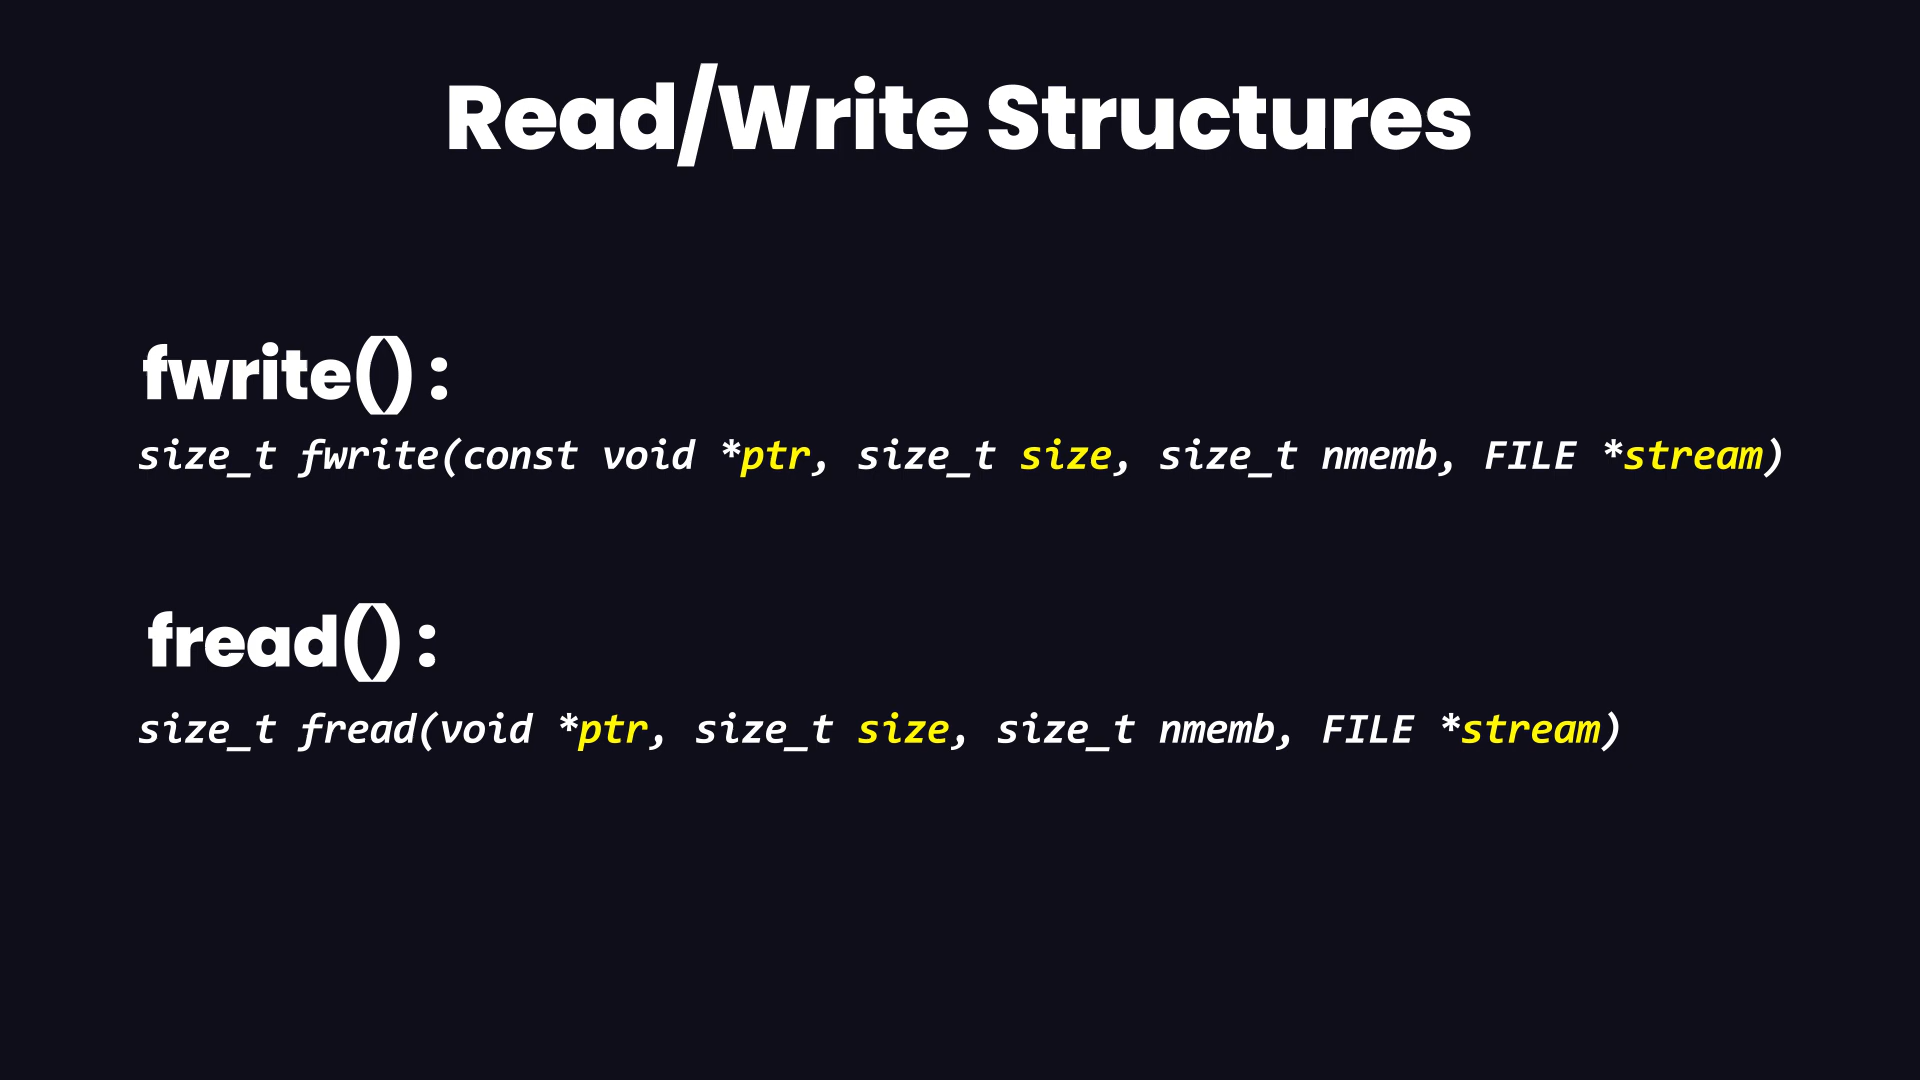 Read/Write Structures
fwrite() :
size_t fwrite(const void *ptr, size_t size, size_t nmemb, FILE *stream)
fread() :
size_t fread(void *ptr, size_t size, size_t nmemb, FILE *stream)